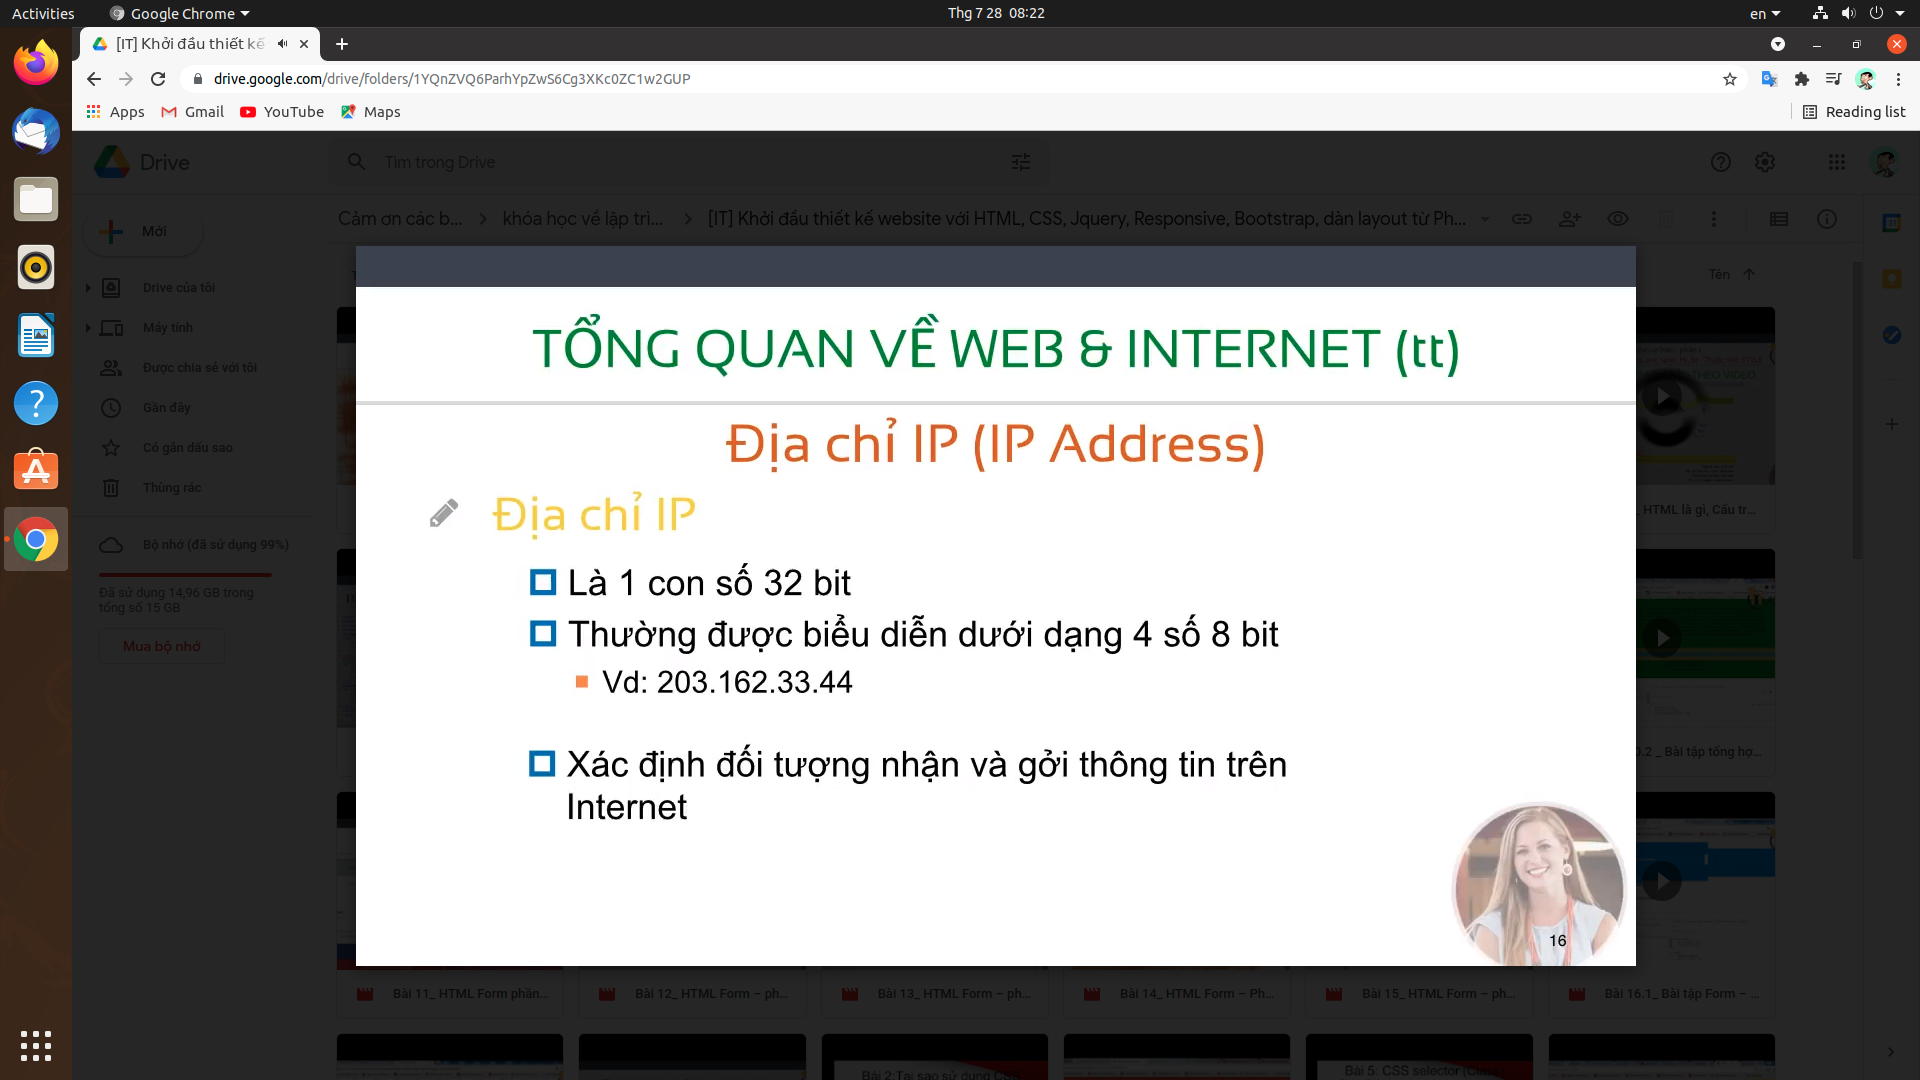 Activities
Google Chrome
Thg 7 28 08:22
en
[IT] Khởi đầu thiết kế
drive.google.com/drive/folders/1YQnZVQ6ParhYpZwS6Cg3XKc0ZC1w2GUP
Apps
Gmail
YouTube
Maps
Reading list
Drive
Tìm trong Drive
Mới
Cảm ơn các b...
khóa học về lập trì...
[IT] Khởi đầu thiết kế website với HTML, CSS, Jquery, Responsive, Bootstrap, dàn layout từ Ph...
Tên
Drive của tôi
Máy tính
Được chia sẻ với tôi
Gần đây
Có gắn dấu sao
Thùng rác
Bộ nhớ (đã sử dụng 99%)
Đã sử dụng 14,96 GB trong
tổng số 15 GB
Mua bộ nhớ
TỔNG QUAN VỀ WEB & INTERNET (tt)
Địa chỉ IP (IP Address)
Địa chỉ IP
Là 1 con số 32 bit
Thường được biểu diễn dưới dạng 4 số 8 bit
Vd: 203.162.33.44
Xác định đối tượng nhận và gởi thông tin trên
Internet
16
THEO VIDEO
HTML là gì, Cấu tr...
.2 _ Bài tập tổng hợ...
Bài 11_ HTML Form phần...
Bài 12_ HTML Form – ph...
Bài 13_ HTML Form – ph...
Bài 14_ HTML Form – Ph...
Bài 15_ HTML Form – ph...
Bài 16.1_ Bài tập Form – ...
Bài 2:Tại sao sử dụng CSS
Bài 5: CSS selector (Class